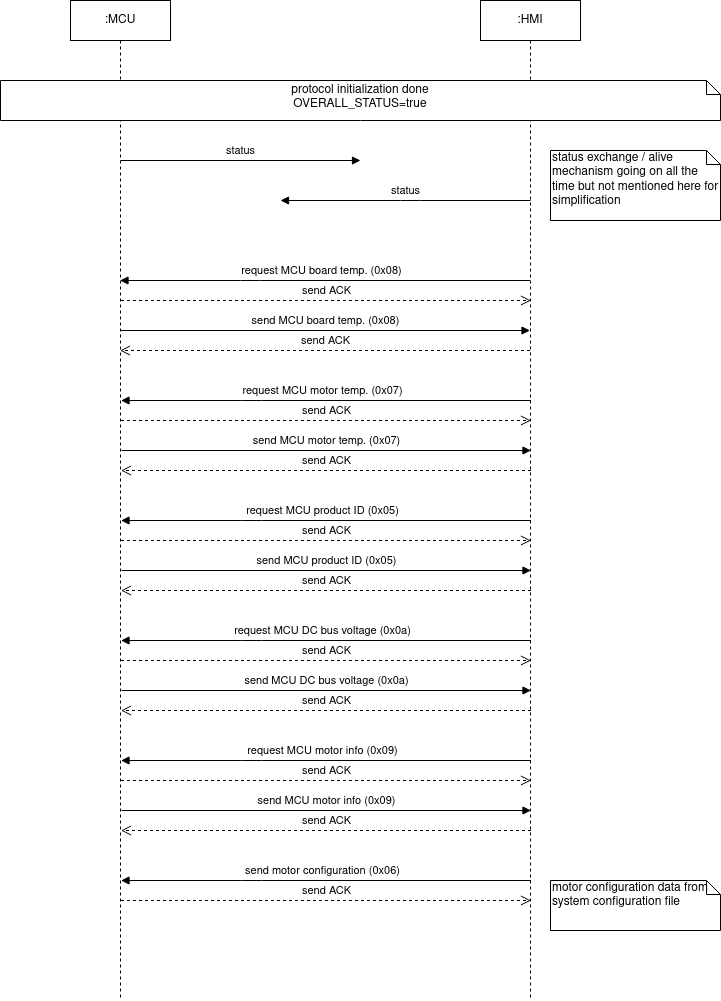 :MCU
:HMI
protocol initialization done
OVERALL_STATUS=true
status
status exchange / alive
mechanism going on all the
time but not mentioned here for
simplification
status
request MCU board temp. (0x08)
send ACK
send MCU board temp. (0x08)
send ACK
request MCU motor temp. (0x07)
send ACK
send MCU motor temp. (0x07)
send ACK
request MCU product ID (0x05)
send ACK
send MCU product ID (0x05)
send ACK
request MCU DC bus voltage (0x0a)
send ACK
send MCU DC bus voltage (0x0a)
send ACK
request MCU motor info (0x09)
send ACK
send MCU motor info (0x09)
send ACK
send motor configuration (0x06)
send ACK
motor configuration data from
system configuration file